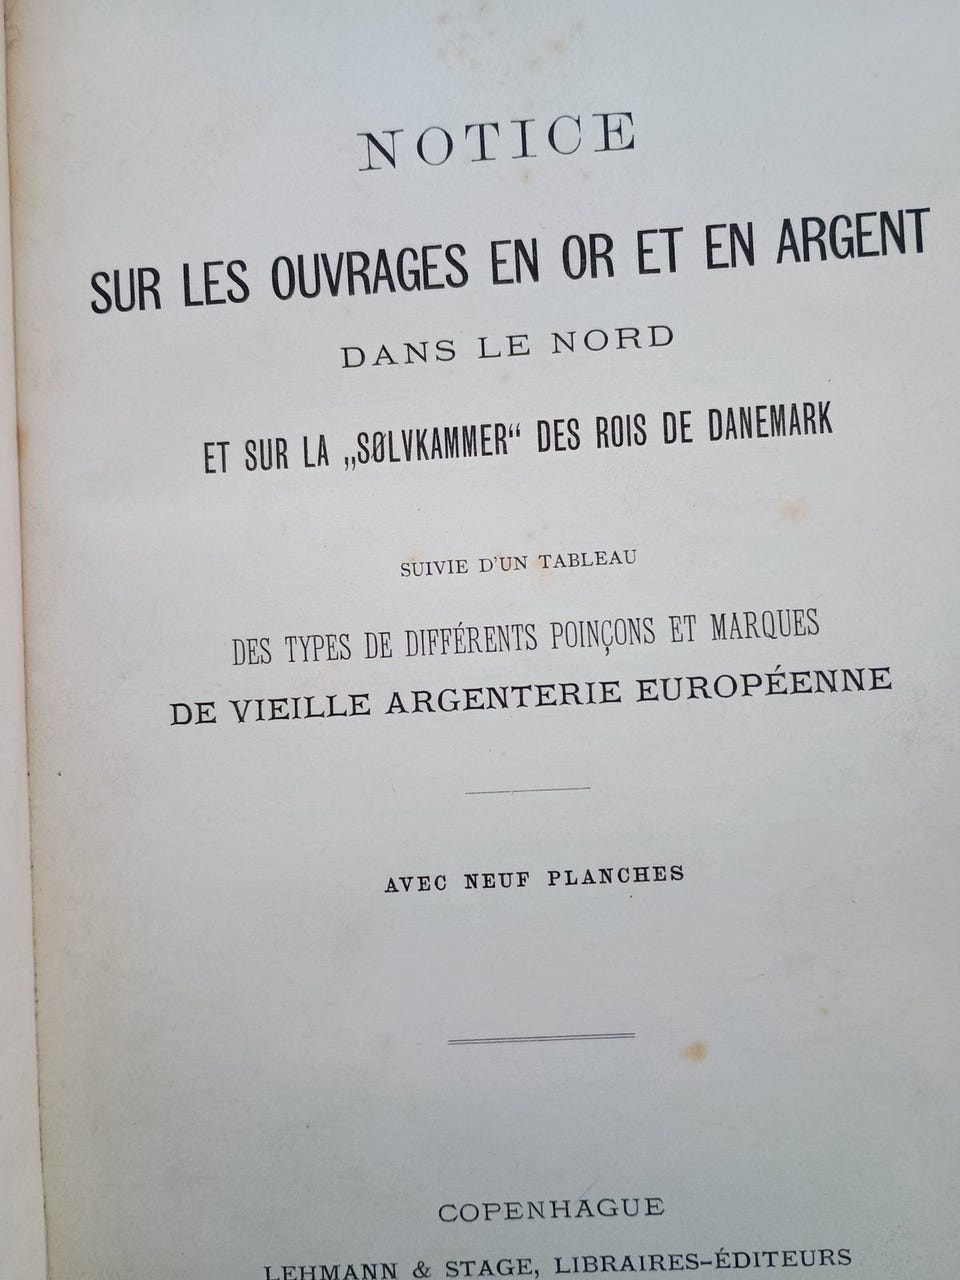 NOTICE
SUR LES OUVRAGES EN OR ET EN ARGENT
DANS LE NORD
ET SUR LA „SØLVKAMMER“ DES ROIS DE DANEMARK
SUIVIE D'UN TABLEAU
DES TYPES DE DIFFÉRENTS POINÇONS ET MARQUES
DE VIEILLE ARGENTERIE EUROPÉENNE
AVEC NEUF PLANCHES
COPENHAGUE
LEHMANN & STAGE, LIBRAIRES-ÉDITEURS